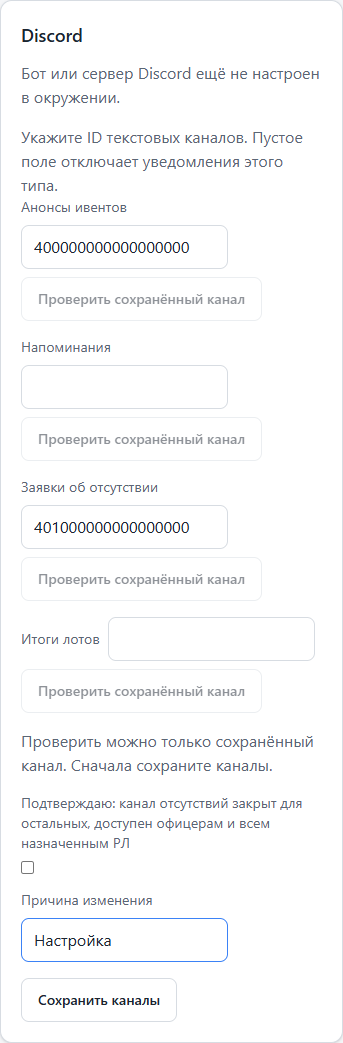 Discord
Бот или сервер Discord ещё не настроен
в окружении.
Укажите ID текстовых каналов. Пустое
поле отключает уведомления этого
типа.
Анонсы ивентов
400000000000000000
Проверить сохранённый канал
Напоминания
Проверить сохранённый канал
Заявки об отсутствии
401000000000000000
Проверить сохранённый канал
Итоги лотов
Проверить сохранённый канал
Проверить можно только сохранённый
канал. Сначала сохраните каналы.
Подтверждаю: канал отсутствий закрыт для
остальных, доступен офицерам и всем
назначенным РЛ
Причина изменения
Настройка
Сохранить каналы